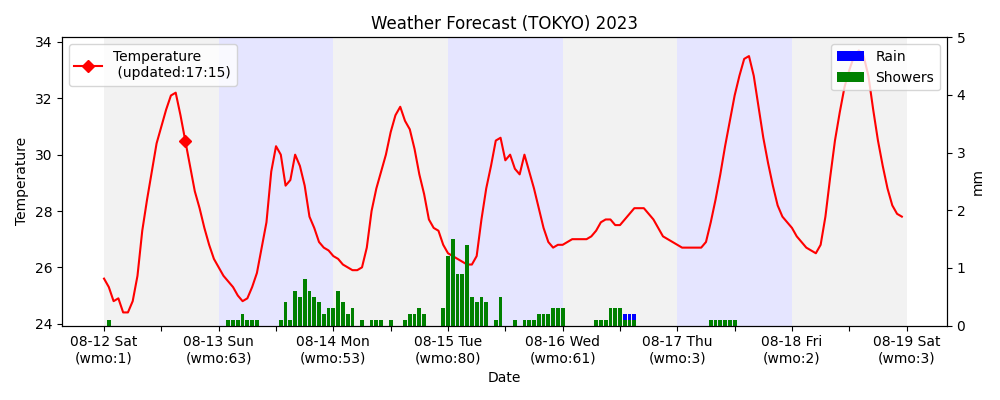 Weather Forecast (TOKYO) 2023
Temperature
(updated:17:15)
Rain
Showers
Temperature
34
32
30
28
26
24
5
4
3
2
1
0
mm
08-12 Sat
(wmo:1)
08-13 Sun
(wmo:63)
08-14 Mon
(wmo:53)
08-15 Tue
(wmo:80)
08-16 Wed
(wmo:61)
08-17 Thu
(wmo:3)
08-18 Fri
(wmo:2)
08-19 Sat
(wmo:3)
Date